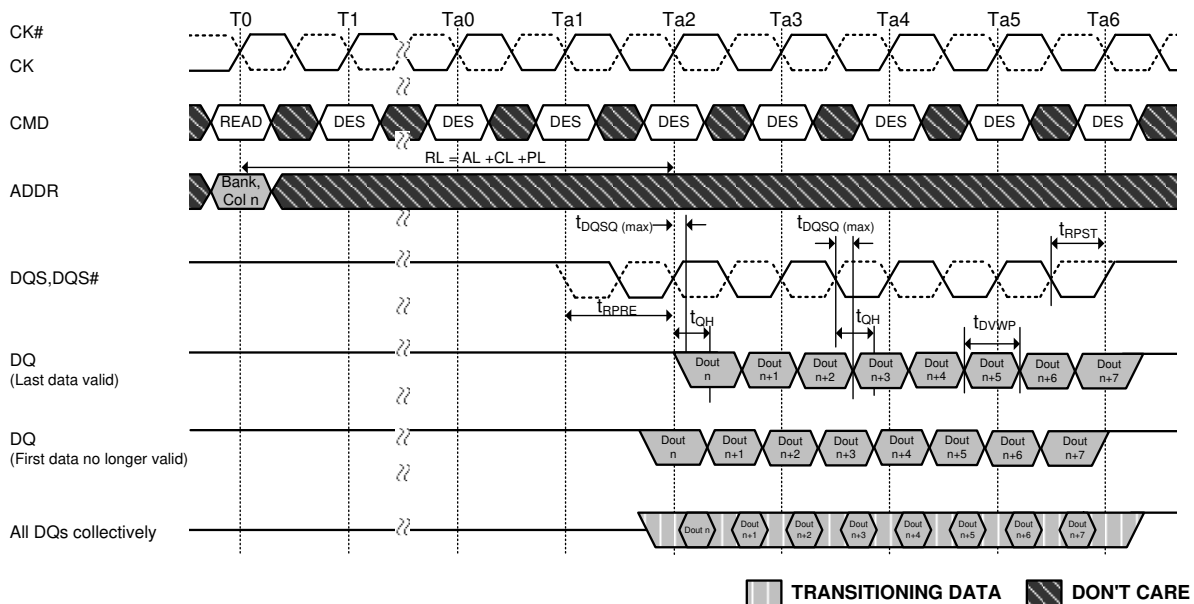 T0 T1 Ta0 Ta1 Ta2 Ta3 Ta4 Ta5 Ta6
CK#
CK
CMD READ DES DES DES DES DES DES DES DES
RL = AL +CL +PL
ADDR Bank,
Col n
tDQSQ (max) tDQSQ (max) tRPST
DQS,DQS#
tRPRE tQH tQH tDVWP
DQ
(Last data valid)
Dout Dout Dout Dout Dout Dout Dout Dout
n n+1 n+2 n+3 n+4 n+5 n+6 n+7
DQ
(First data no longer valid)
Dout Dout Dout Dout Dout Dout Dout Dout
n n+1 n+2 n+3 n+4 n+5 n+6 n+7
All DQs collectively
Dout n Dout Dout Dout Dout Dout Dout Dout
n+1 n+2 n+3 n+4 n+5 n+6 n+7
TRANSITIONING DATA DON'T CARE